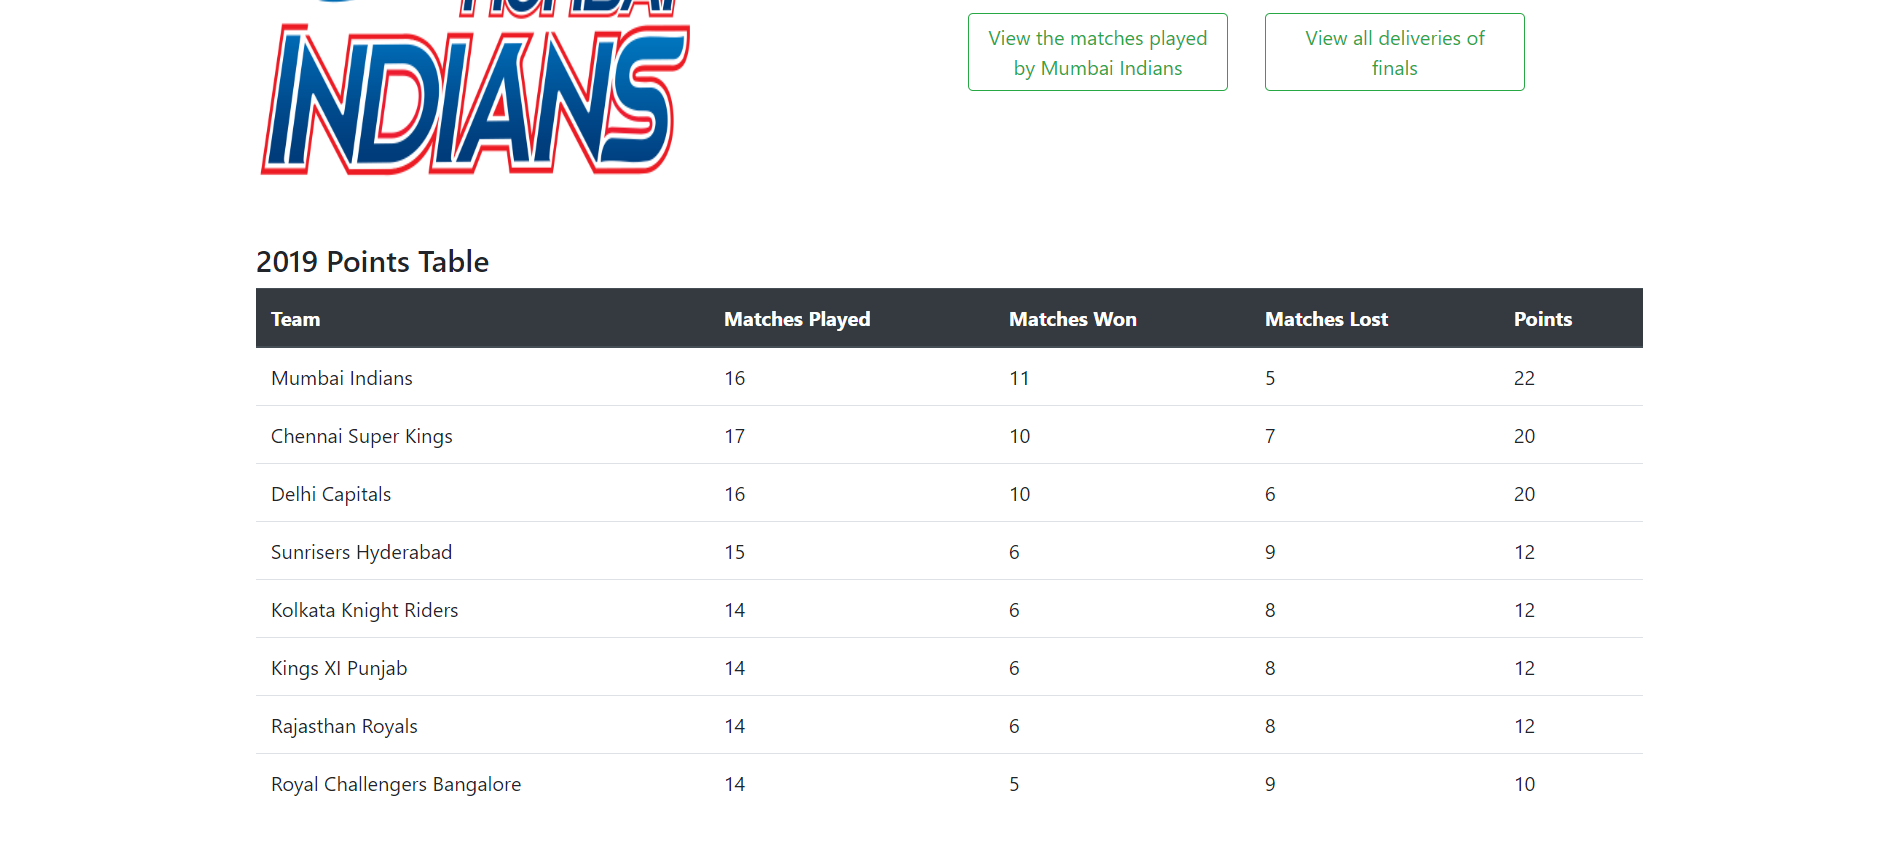 MUMBAI
INDIANS
View the matches played
by Mumbai Indians
View all deliveries of
finals
2019 Points Table
Team Matches Played Matches Won Matches Lost Points
Mumbai Indians 16 11 5 22
Chennai Super Kings 17 10 7 20
Delhi Capitals 16 10 6 20
Sunrisers Hyderabad 15 6 9 12
Kolkata Knight Riders 14 6 8 12
Kings XI Punjab 14 6 8 12
Rajasthan Royals 14 6 8 12
Royal Challengers Bangalore 14 5 9 10